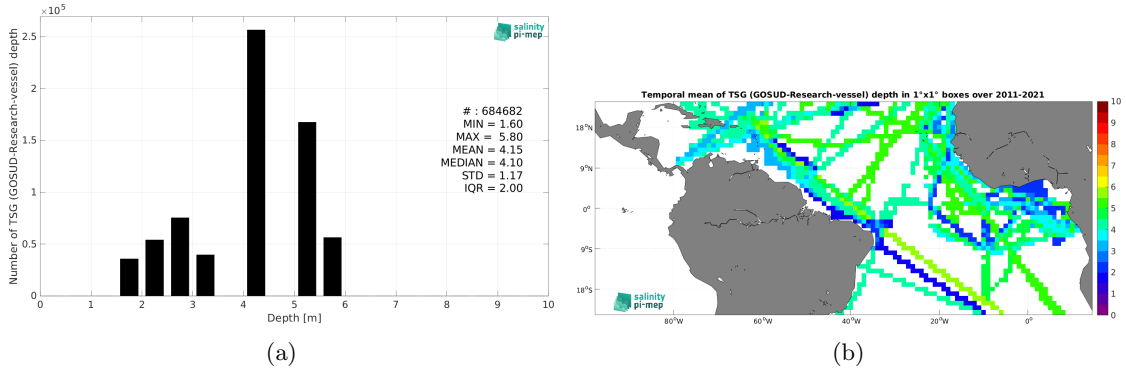 ×10⁵
2.5
2
1.5
1
0.5
0
0 1 2 3 4 5 6 7 8 9 10
Number of TSG (GOSUD-Research-vessel) depth
Depth [m]
salinity
pi-mep
# : 684682
MIN = 1.60
MAX = 5.80
MEAN = 4.15
MEDIAN = 4.10
STD = 1.17
IQR = 2.00
(a)
Temporal mean of TSG (GOSUD-Research-vessel) depth in 1°x1° boxes over 2011-2021
18°N
9°N
0°
9°S
18°S
80°W 60°W 40°W 20°W 0°
salinity
pi-mep
10
9
8
7
6
5
4
3
2
1
0
(b)